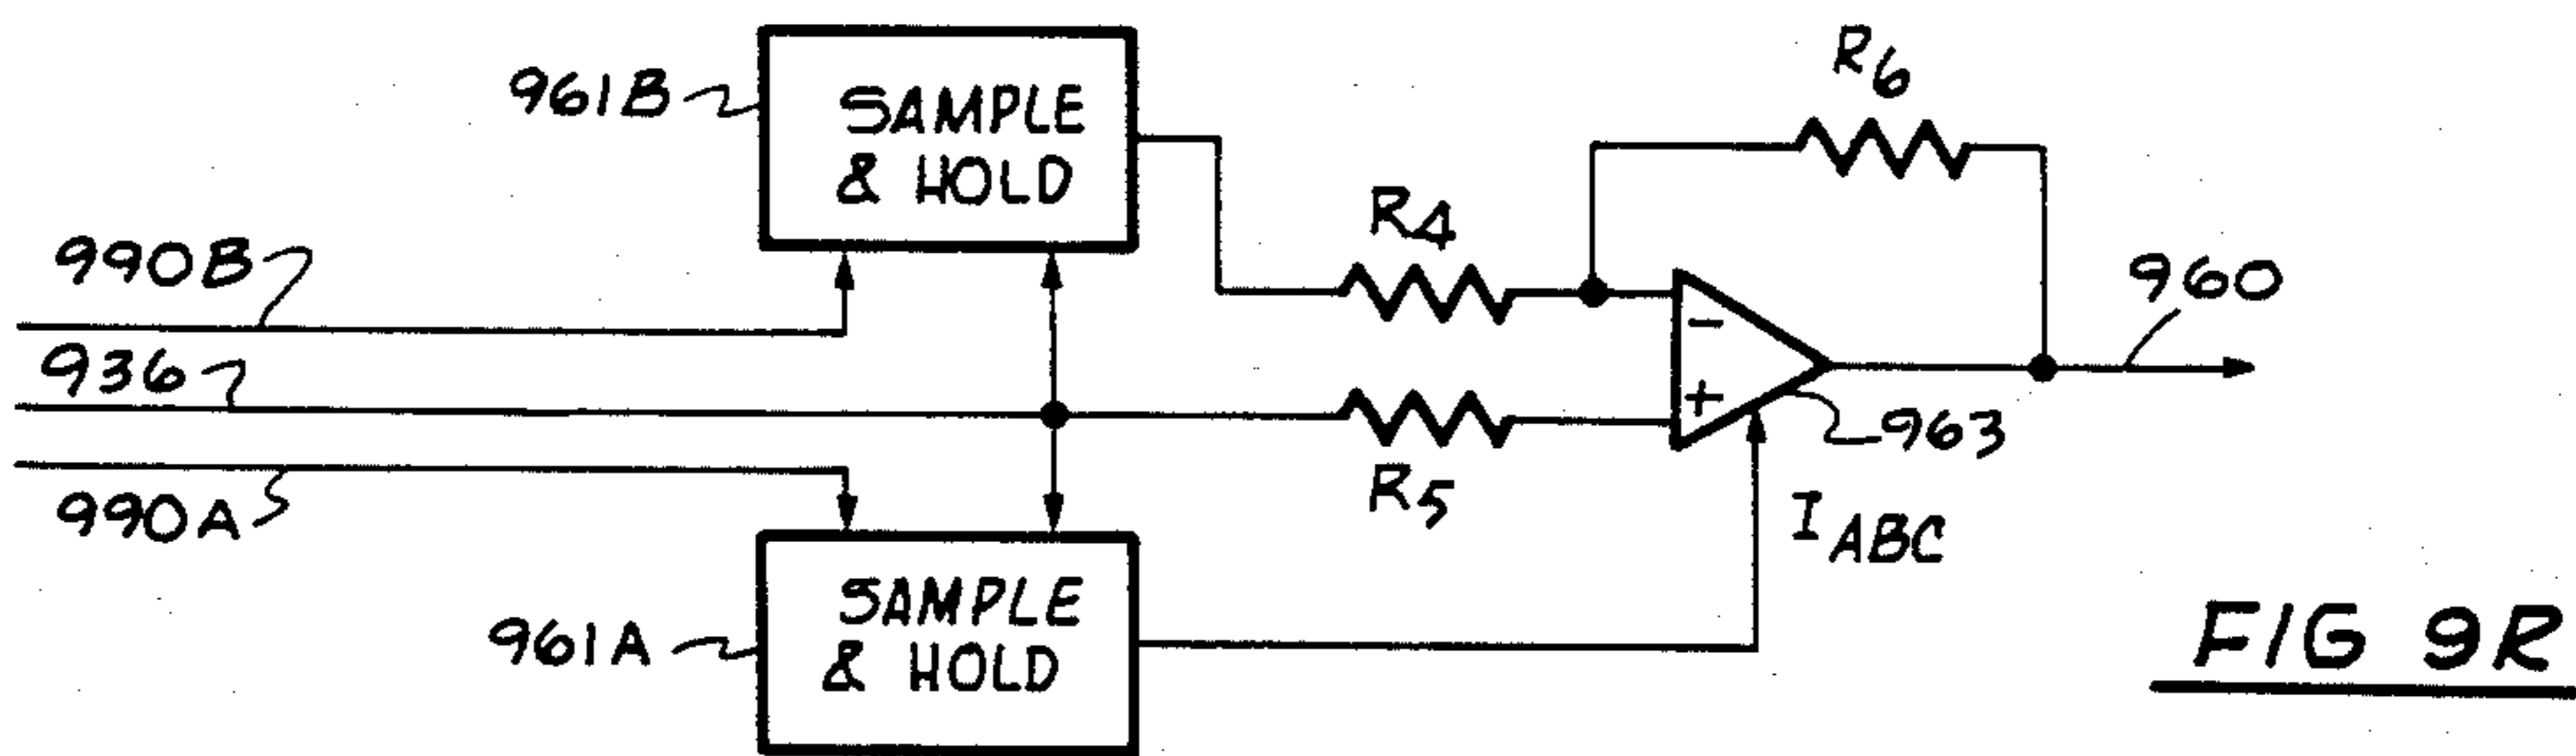 961B
SAMPLE
& HOLD
R6
R4
990B
936
990A
R5
-
+
960
963
IABC
961A
SAMPLE
& HOLD
FIG 9R